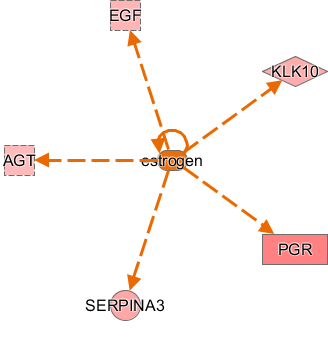 EGF
KLK10
estrogen
AGT
PGR
SERPINA3